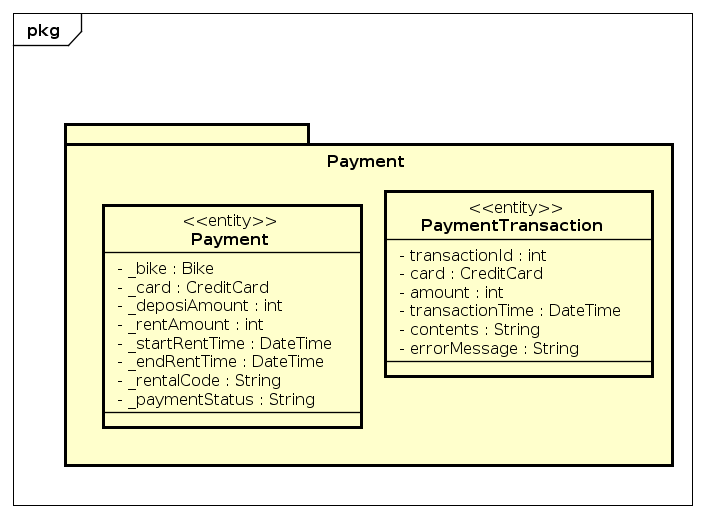 pkg
Payment
<<entity>>
Payment
- _bike : Bike
- _card : CreditCard
- _deposiAmount : int
- _rentAmount : int
- _startRentTime : DateTime
- _endRentTime : DateTime
- _rentalCode : String
- _paymentStatus : String
<<entity>>
PaymentTransaction
- transactionId : int
- card : CreditCard
- amount : int
- transactionTime : DateTime
- contents : String
- errorMessage : String